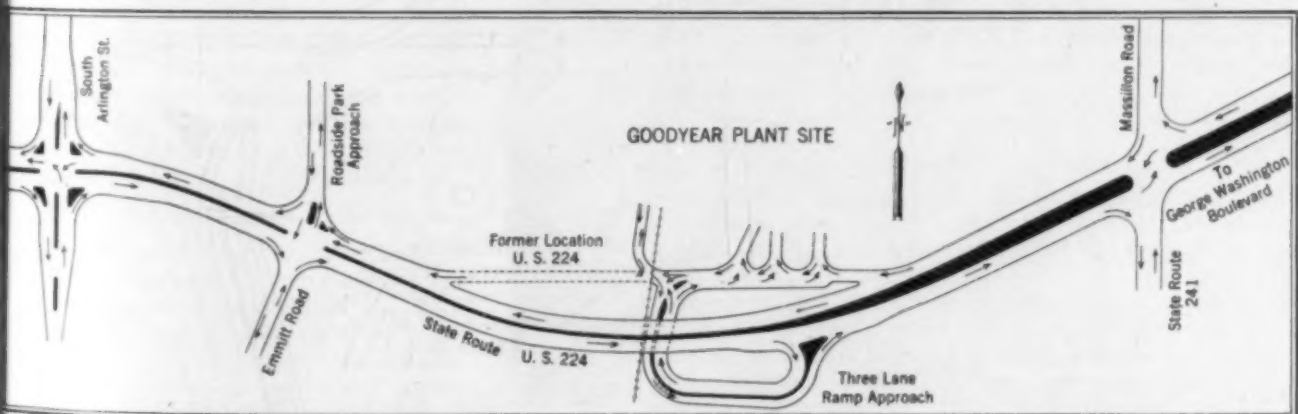 South
Arlington St.
Roadside Park
Approach
GOODYEAR PLANT SITE
Massillon Road
To
George Washington
Boulevard
Former Location
U. S. 224
Emmitt Road
State Route
U. S. 224
State Route
241
Three Lane
Ramp Approach